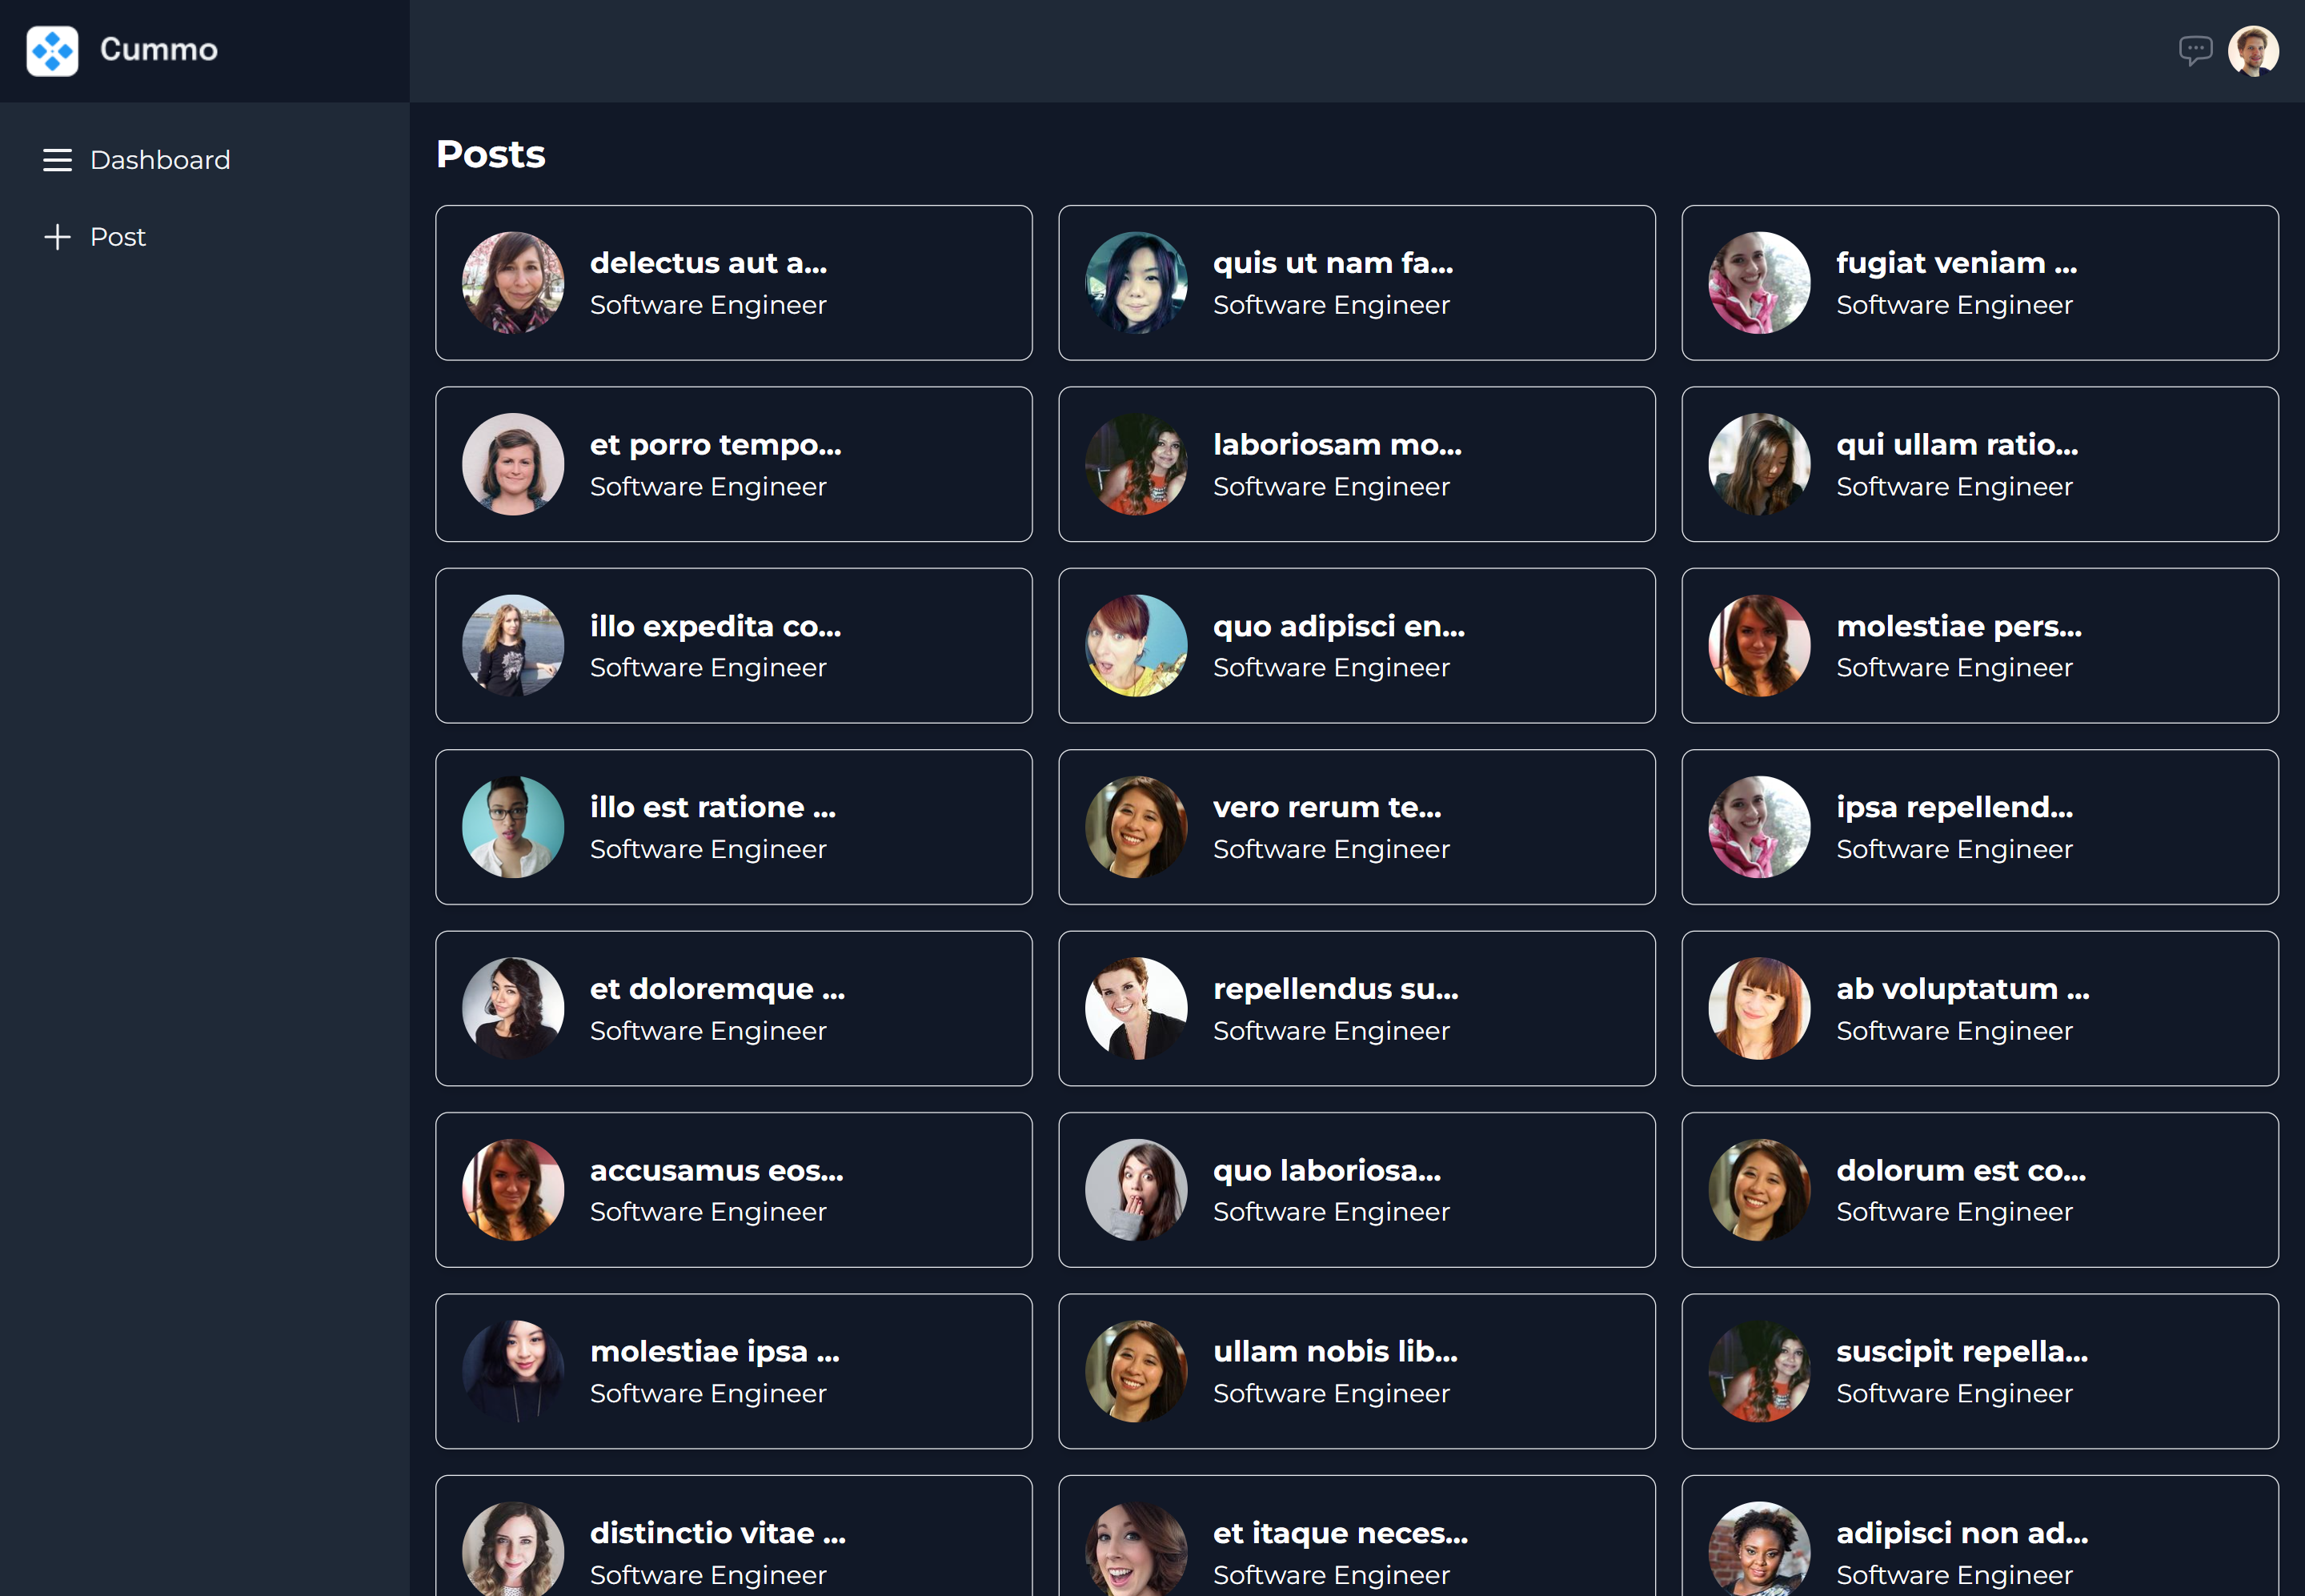 Cummo
Dashboard
Post
Posts
delectus aut a...
Software Engineer
quis ut nam fa...
Software Engineer
fugiat veniam ...
Software Engineer
et porro tempo...
Software Engineer
laboriosam mo...
Software Engineer
qui ullam ratio...
Software Engineer
illo expedita co...
Software Engineer
quo adipisci en...
Software Engineer
molestiae pers...
Software Engineer
illo est ratione ...
Software Engineer
vero rerum te...
Software Engineer
ipsa repellend...
Software Engineer
et doloremque ...
Software Engineer
repellendus su...
Software Engineer
ab voluptatum ...
Software Engineer
accusamus eos...
Software Engineer
quo laboriosa...
Software Engineer
dolorum est co...
Software Engineer
molestiae ipsa ...
Software Engineer
ullam nobis lib...
Software Engineer
suscipit repella...
Software Engineer
distinctio vitae ...
Software Engineer
et itaque neces...
Software Engineer
adipisci non ad...
Software Engineer